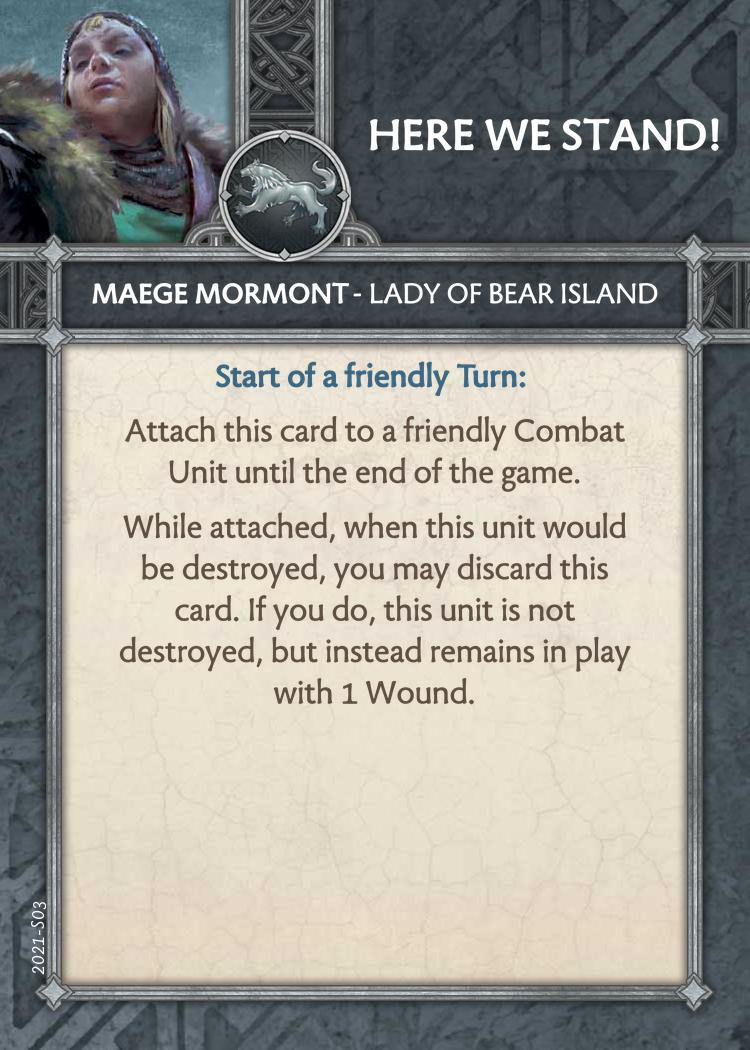 HERE WE STAND!
MAEGE MORMONT - LADY OF BEAR ISLAND
Start of a friendly Turn:
Attach this card to a friendly Combat
Unit until the end of the game.
While attached, when this unit would
be destroyed, you may discard this
card. If you do, this unit is not
destroyed, but instead remains in play
with 1 Wound.
2021-S03